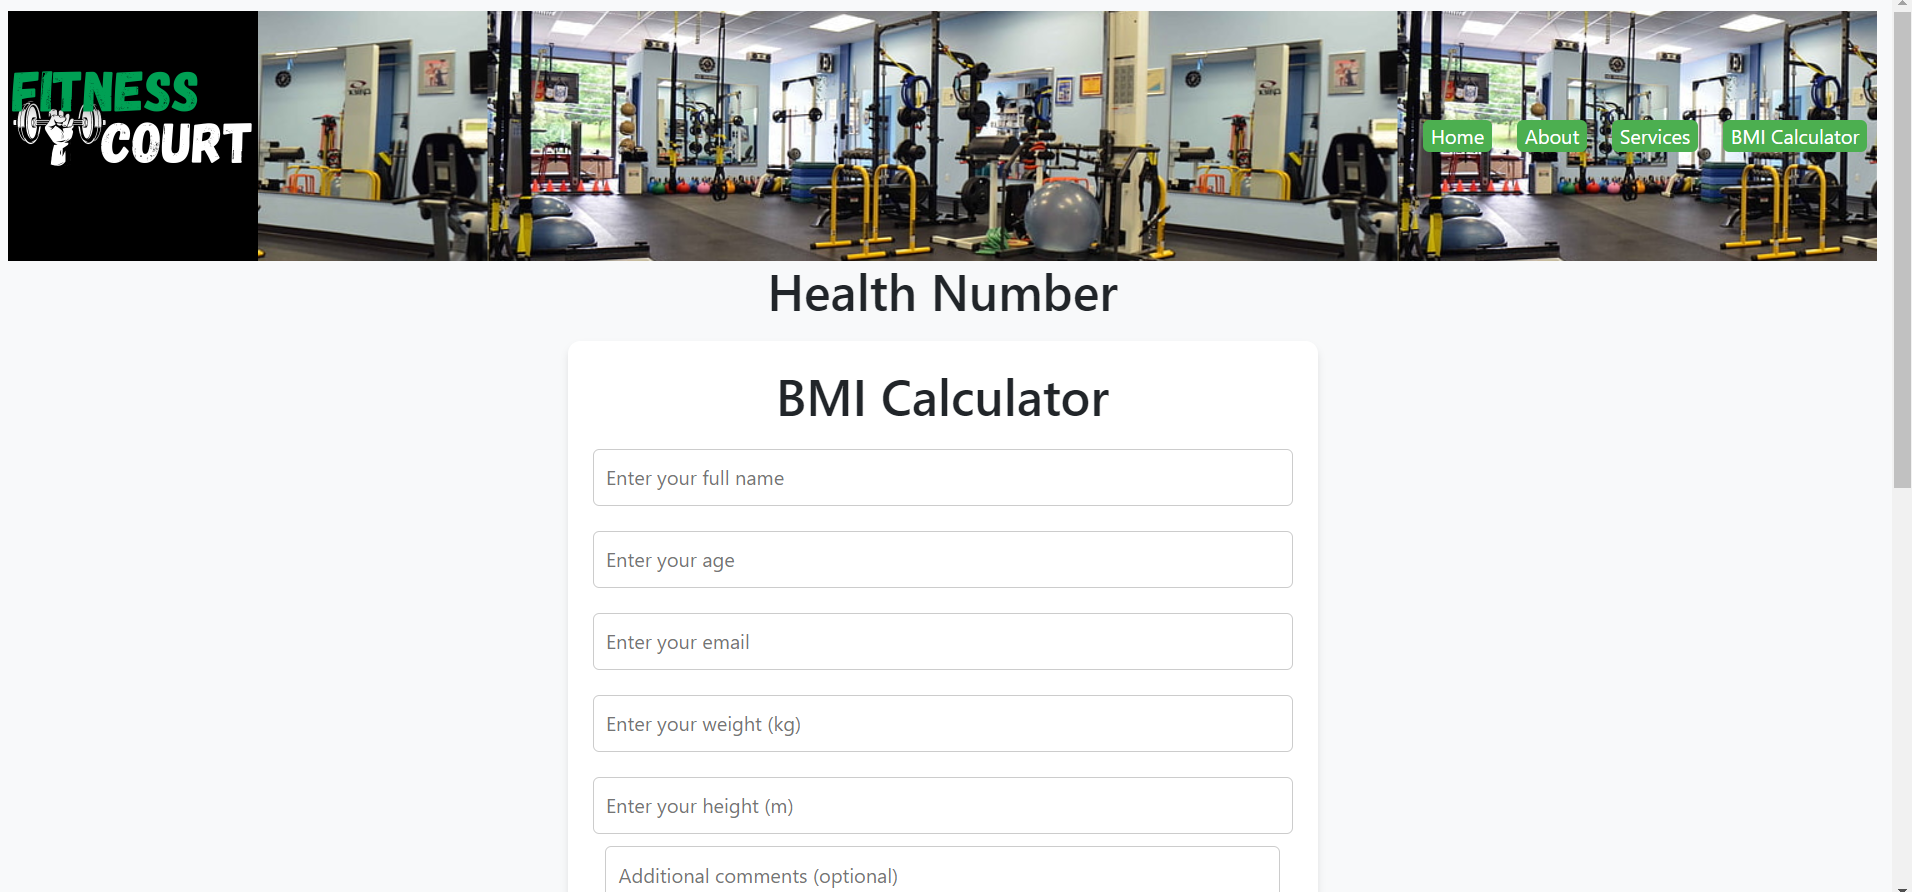 FITNESS
COURT
Home
About
Services
BMI Calculator
Health Number
BMI Calculator
Enter your full name
Enter your age
Enter your email
Enter your weight (kg)
Enter your height (m)
Additional comments (optional)